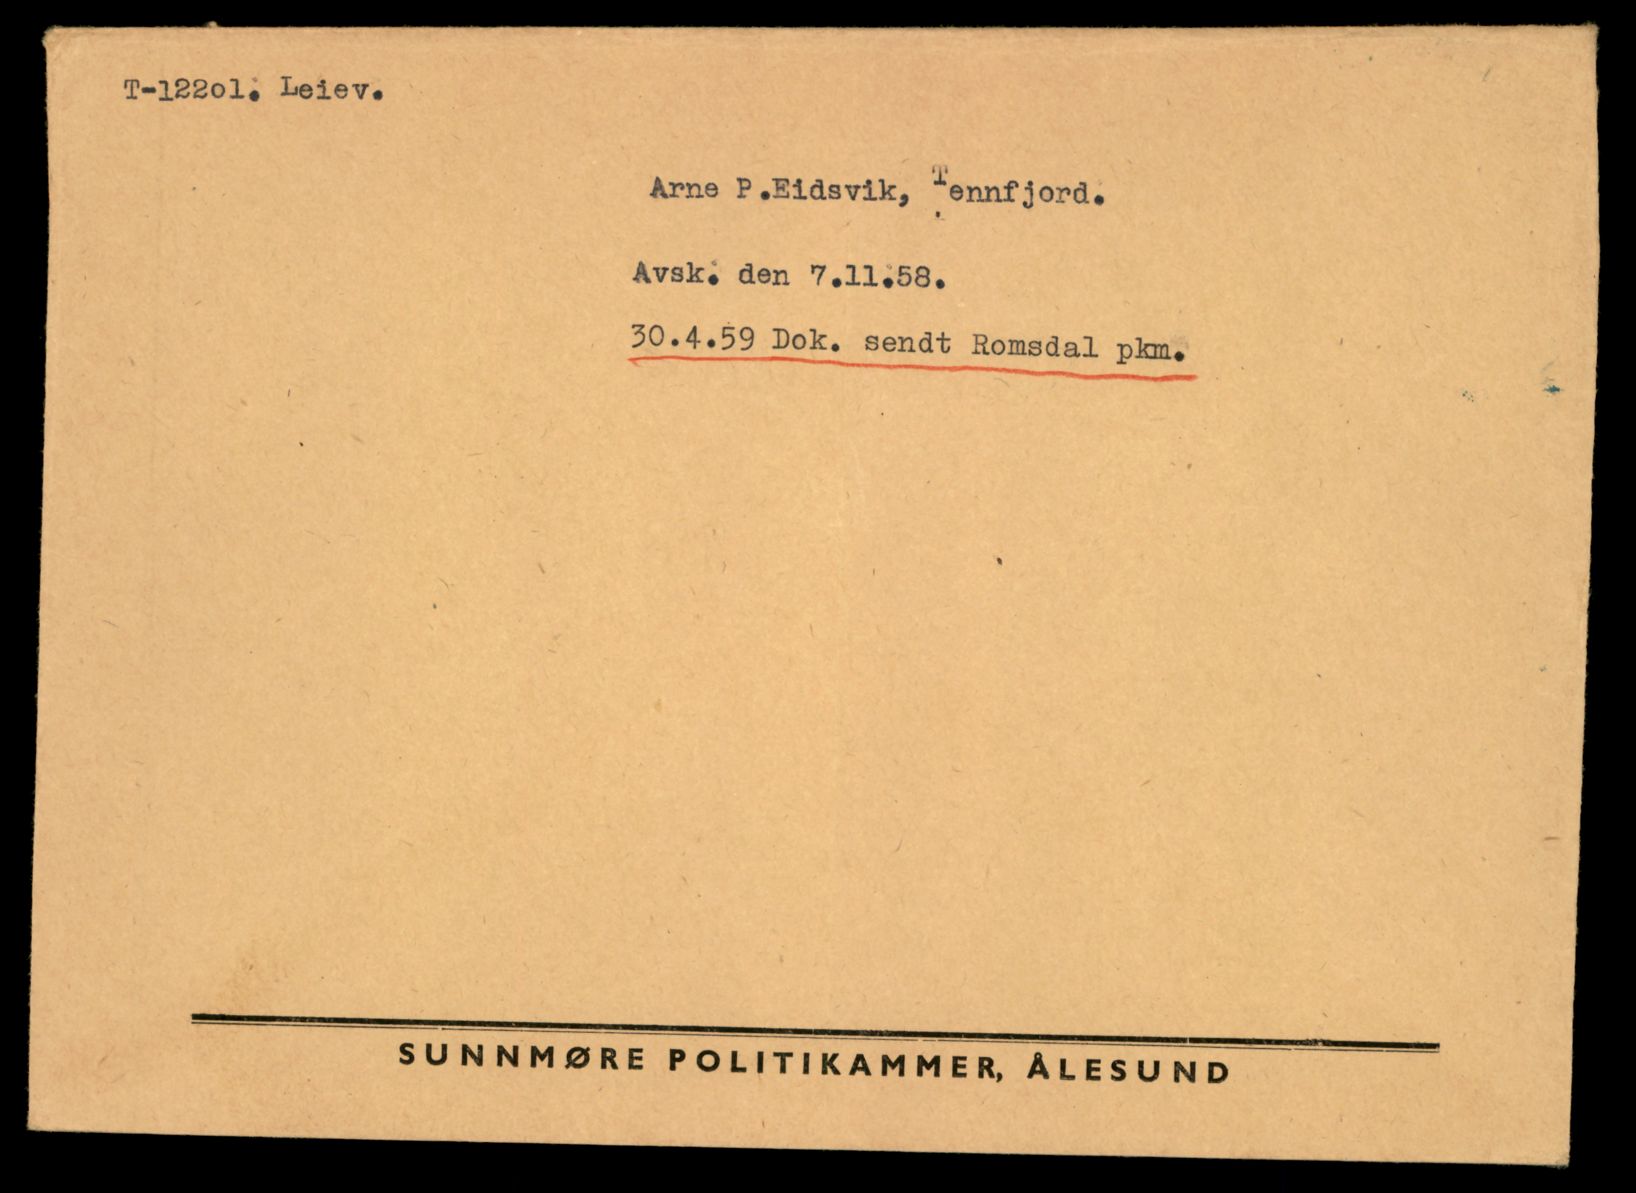 T-122ol. Leiev.
Arne P.Eidsvik, Tennfjord.
Avsk. den 7.11.58.
30.4.59 Dok. sendt Romsdal pkm.
SUNNMØRE POLITIKAMMER, ÅLESUND